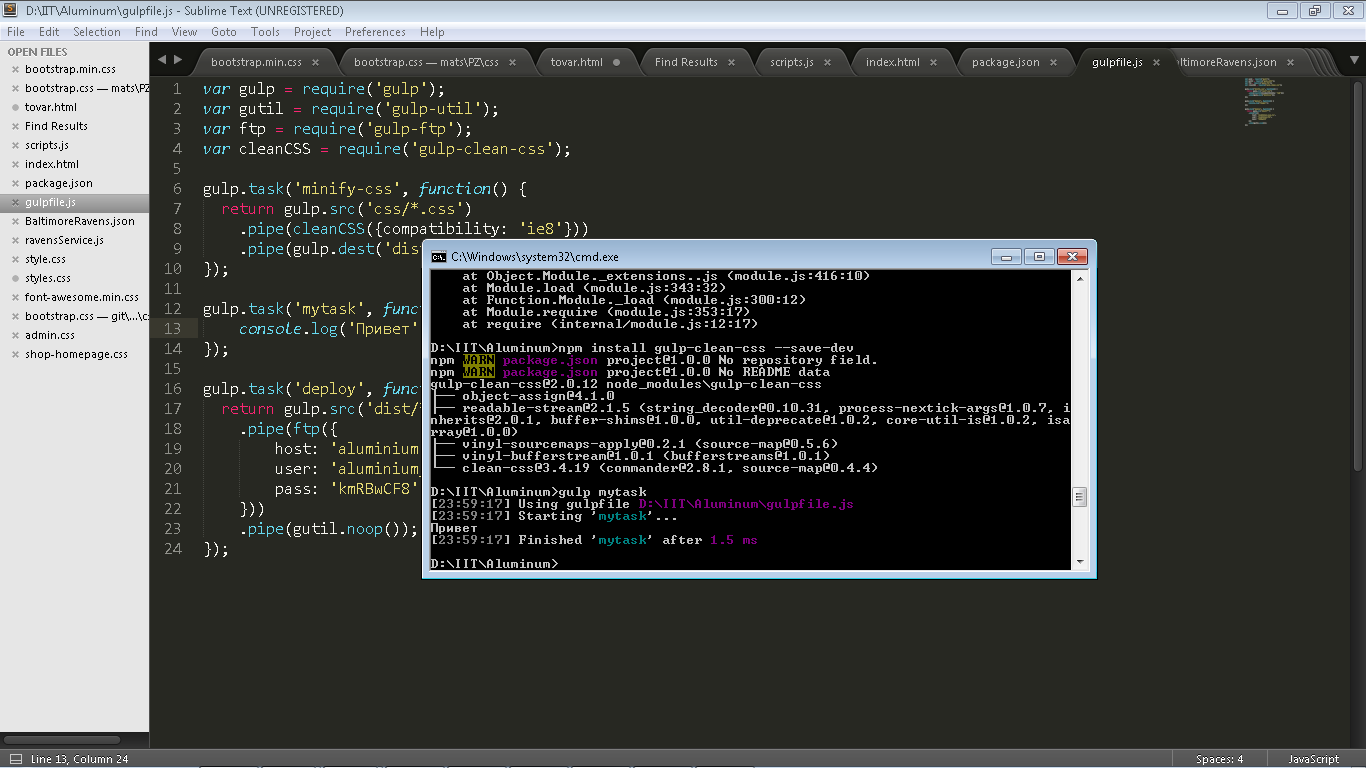 D:\IIT\Aluminum\gulpfile.js - Sublime Text (UNREGISTERED)
File Edit Selection Find View Goto Tools Project Preferences Help
OPEN FILES
bootstrap.min.css
bootstrap.css — mats\PZ
tovar.html
Find Results
scripts.js
index.html
package.json
gulpfile.js
BaltimoreRavens.json
ravensService.js
style.css
styles.css
font-awesome.min.css
bootstrap.css — git\...\cs
admin.css
shop-homepage.css
bootstrap.min.css bootstrap.css — mats\PZ\css tovar.html Find Results scripts.js index.html package.json gulpfile.js ltimoreRavens.json
1 var gulp = require('gulp');
2 var gutil = require('gulp-util');
3 var ftp = require('gulp-ftp');
4 var cleanCSS = require('gulp-clean-css');
5
6 gulp.task('minify-css', function() {
7 return gulp.src('css/*.css')
8 .pipe(cleanCSS({compatibility: 'ie8'}))
9 .pipe(gulp.dest('dis
10 });
11
12 gulp.task('mytask', func
13 console.log('Привет'
14 });
15
16 gulp.task('deploy', func
17 return gulp.src('dist/
18 .pipe(ftp({
19 host: 'aluminium
20 user: 'aluminium_
21 pass: 'kmRBwCF8'
22 }))
23 .pipe(gutil.noop());
24 });
C:\Windows\system32\cmd.exe
at Object.Module._extensions..js (module.js:416:10)
at Module.load (module.js:343:32)
at Function.Module._load (module.js:300:12)
at Module.require (module.js:353:17)
at require (internal/module.js:12:17)
D:\IIT\Aluminum>npm install gulp-clean-css --save-dev
npm WARN package.json project@1.0.0 No repository field.
npm WARN package.json project@1.0.0 No README data
gulp-clean-css@2.0.12 node_modules\gulp-clean-css
├── object-assign@4.1.0
├── readable-stream@2.1.5 (string_decoder@0.10.31, process-nextick-args@1.0.7, i
nherits@2.0.1, buffer-shims@1.0.0, util-deprecate@1.0.2, core-util-is@1.0.2, isa
rray@1.0.0)
├── vinyl-sourcemaps-apply@0.2.1 (source-map@0.5.6)
├── vinyl-bufferstream@1.0.1 (bufferstreams@1.0.1)
└── clean-css@3.4.19 (commander@2.8.1, source-map@0.4.4)
D:\IIT\Aluminum>gulp mytask
[23:59:17] Using gulpfile D:\IIT\Aluminum\gulpfile.js
[23:59:17] Starting 'mytask'...
Привет
[23:59:17] Finished 'mytask' after 1.5 ms
D:\IIT\Aluminum>
Line 13, Column 24 Spaces: 4 JavaScript